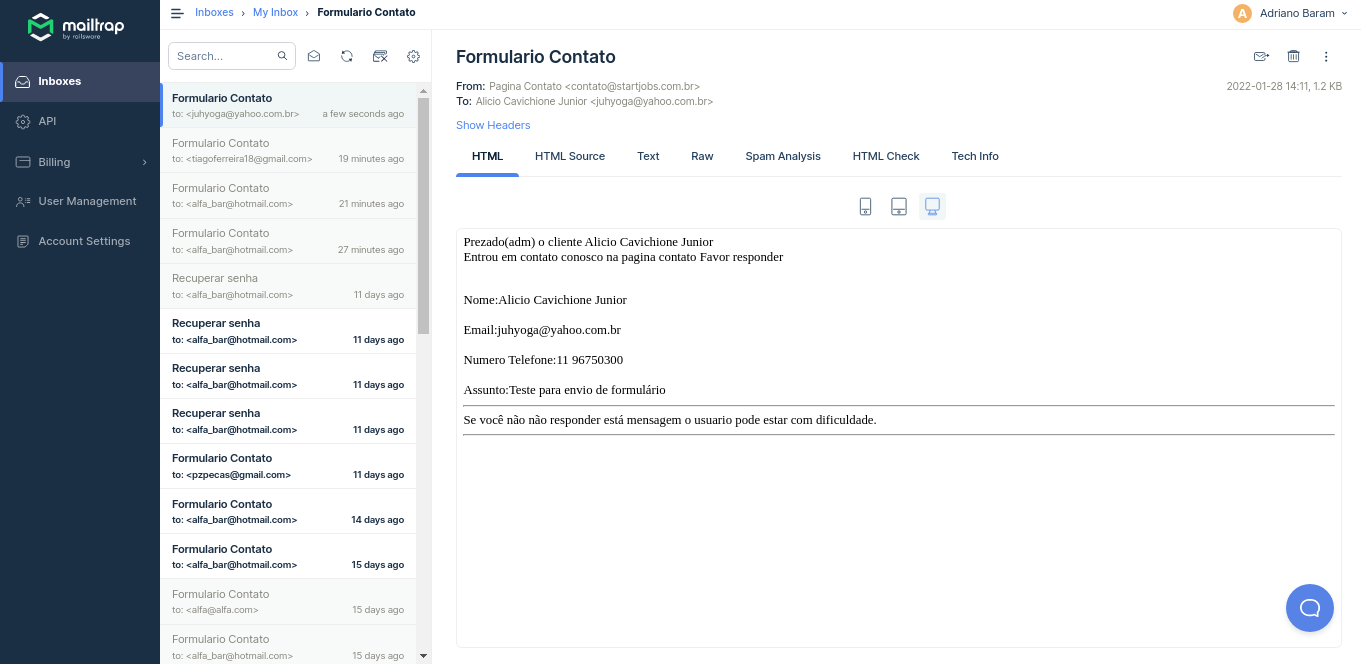 mailtrap
by railsware
Inboxes
API
Billing
User Management
Account Settings
Inboxes › My Inbox › Formulario Contato
A Adriano Baram
Search...
Formulario Contato
to: <juhyoga@yahoo.com.br> a few seconds ago
Formulario Contato
to: <tiagoferreira18@gmail.com> 19 minutes ago
Formulario Contato
to: <alfa_bar@hotmail.com> 21 minutes ago
Formulario Contato
to: <alfa_bar@hotmail.com> 27 minutes ago
Recuperar senha
to: <alfa_bar@hotmail.com> 11 days ago
Recuperar senha
to: <alfa_bar@hotmail.com> 11 days ago
Recuperar senha
to: <alfa_bar@hotmail.com> 11 days ago
Recuperar senha
to: <alfa_bar@hotmail.com> 11 days ago
Formulario Contato
to: <pzpecas@gmail.com> 11 days ago
Formulario Contato
to: <alfa_bar@hotmail.com> 14 days ago
Formulario Contato
to: <alfa_bar@hotmail.com> 15 days ago
Formulario Contato
to: <alfa@alfa.com> 15 days ago
Formulario Contato
to: <alfa_bar@hotmail.com> 15 days ago
Formulario Contato
From: Pagina Contato <contato@startjobs.com.br> 2022-01-28 14:11, 1.2 KB
To: Alicio Cavichione Junior <juhyoga@yahoo.com.br>
Show Headers
HTML HTML Source Text Raw Spam Analysis HTML Check Tech Info
Prezado(adm) o cliente Alicio Cavichione Junior
Entrou em contato conosco na pagina contato Favor responder
Nome:Alicio Cavichione Junior
Email:juhyoga@yahoo.com.br
Numero Telefone:11 96750300
Assunto:Teste para envio de formulário
Se você não não responder está mensagem o usuario pode estar com dificuldade.